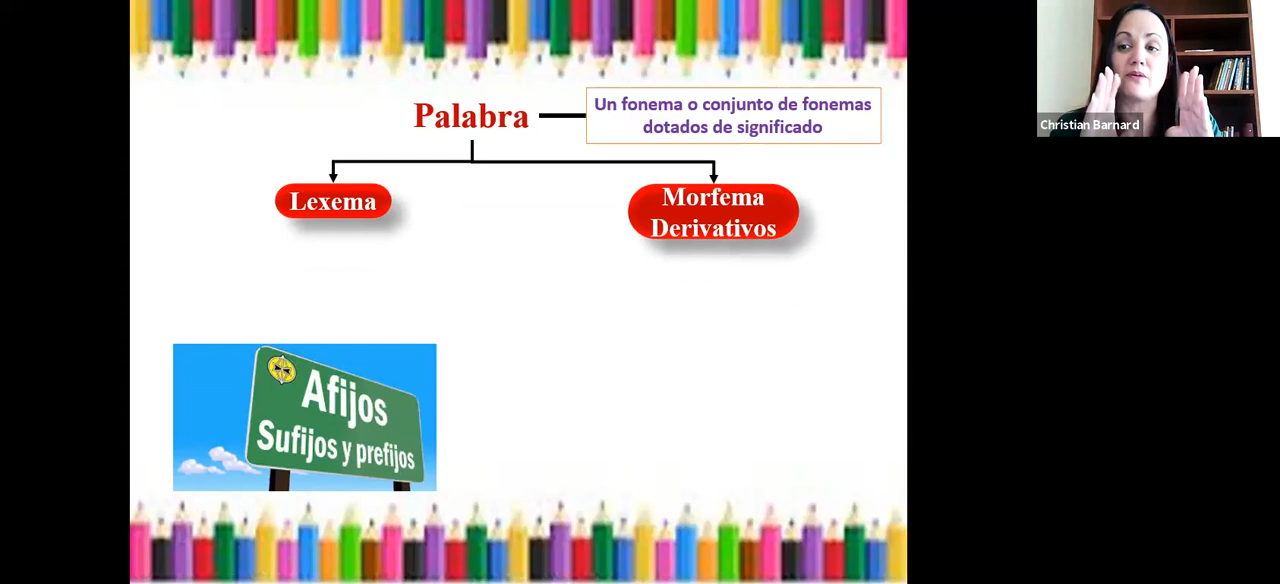 Palabra
Un fonema o conjunto de fonemas
dotados de significado
Lexema
Morfema
Derivativos
Afijos
Sufijos y prefijos
Christian Barnard